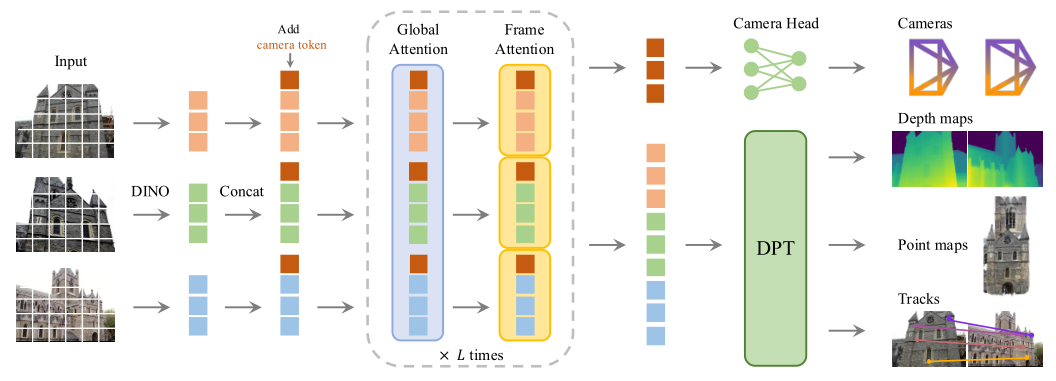 Input
DINO
Concat
Add
camera token
Global
Attention
Frame
Attention
× L times
Camera Head
DPT
Cameras
Depth maps
Point maps
Tracks